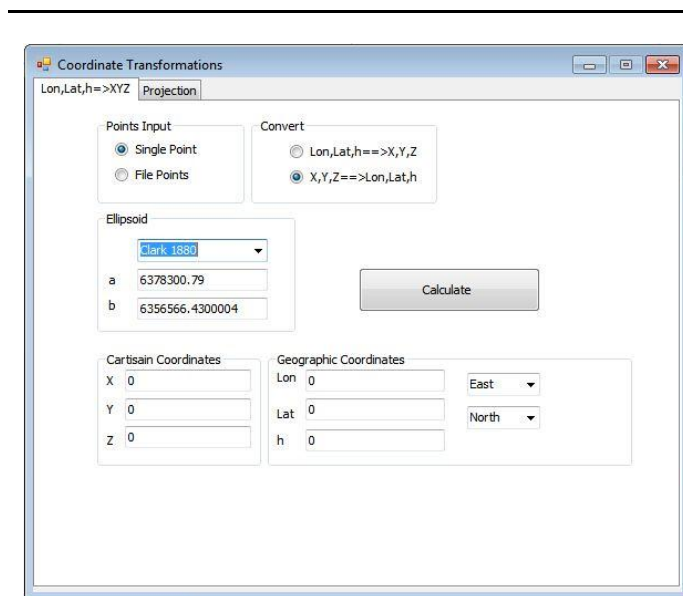 Coordinate Transformations
Lon,Lat,h=>XYZ Projection
Points Input
Single Point
File Points
Convert
Lon,Lat,h==>X,Y,Z
X,Y,Z==>Lon,Lat,h
Ellipsoid
Clark 1880
a 6378300.79
b 6356566.4300004
Calculate
Cartisain Coordinates
X 0
Y 0
Z 0
Geographic Coordinates
Lon 0 East
Lat 0 North
h 0